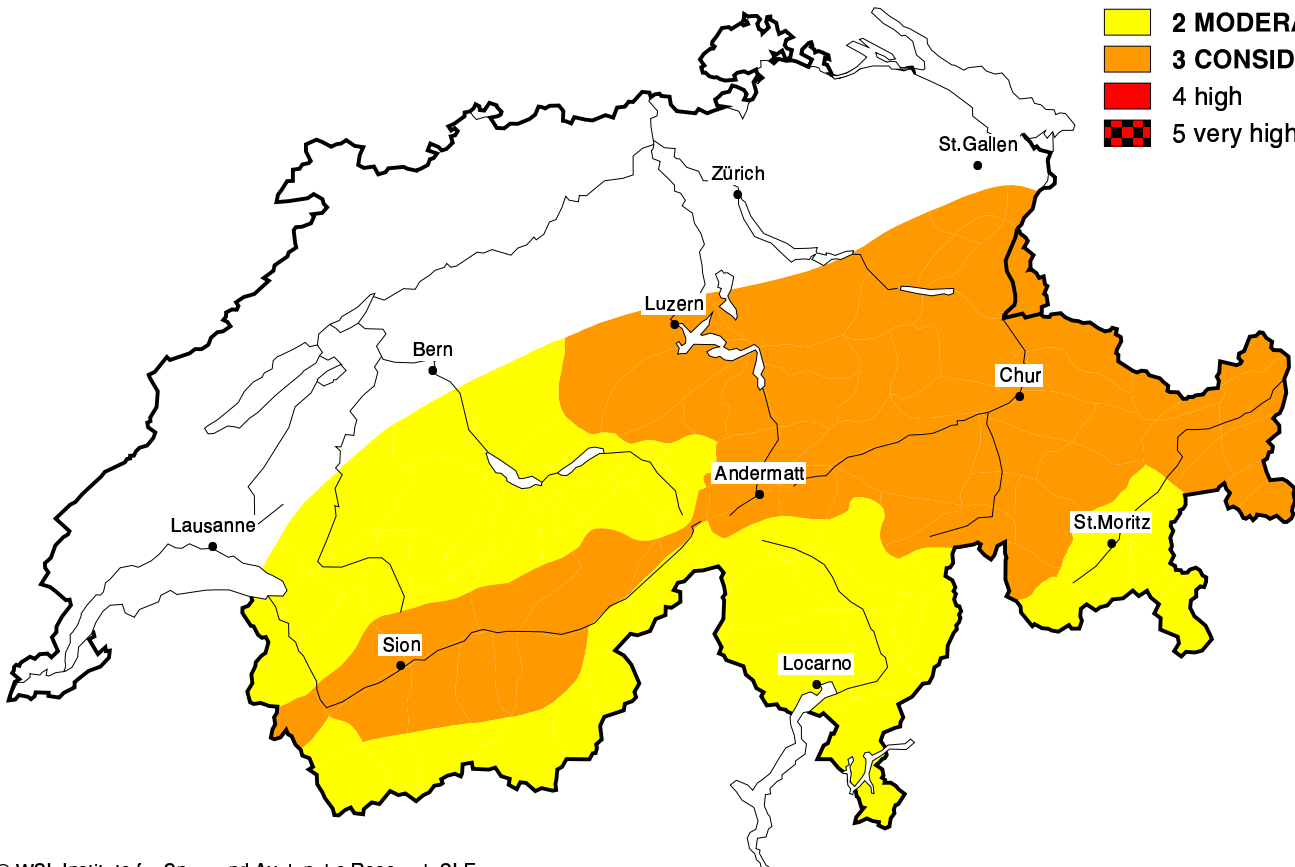 2 MODERA
3 CONSID
4 high
5 very high
St.Gallen
Zürich
Luzern
Bern
Chur
Andermatt
St.Moritz
Lausanne
Sion
Locarno